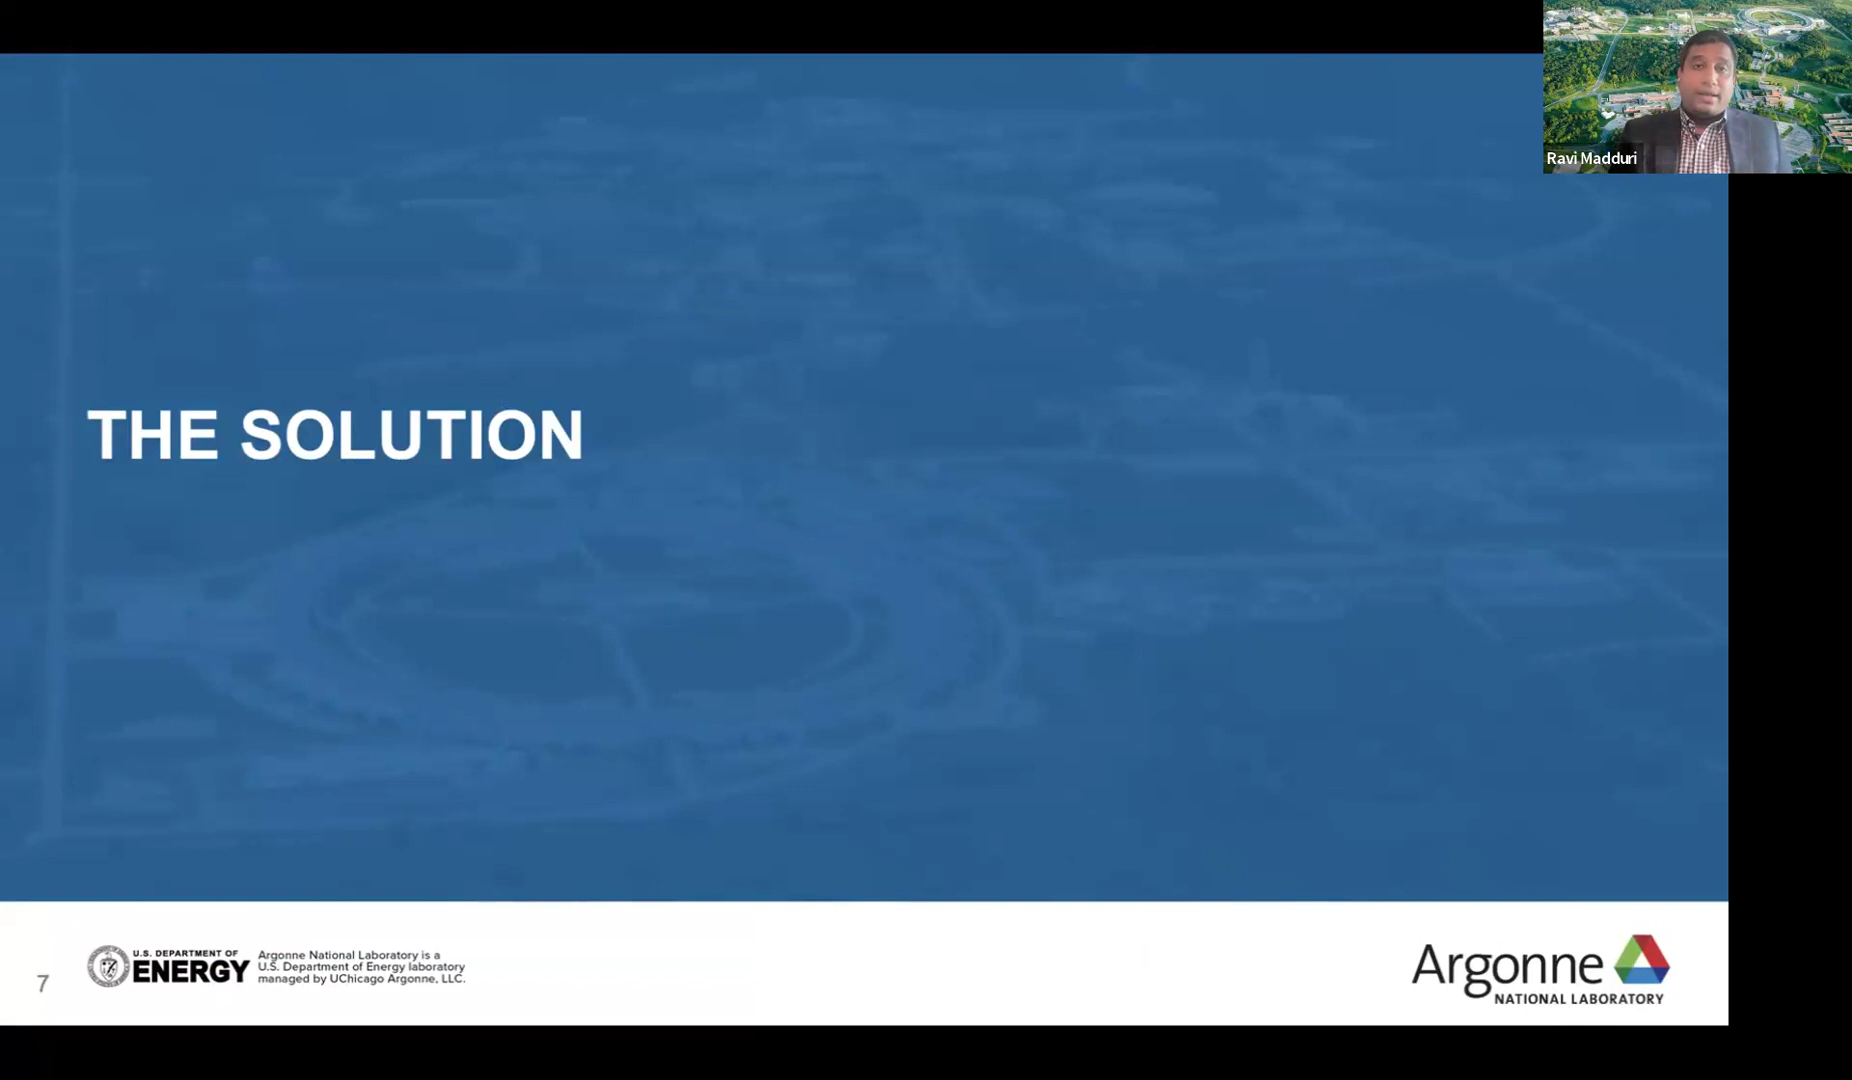 Ravi Madduri
THE SOLUTION
7
U.S. DEPARTMENT OF
ENERGY
Argonne National Laboratory is a
U.S. Department of Energy laboratory
managed by UChicago Argonne, LLC.
Argonne
NATIONAL LABORATORY